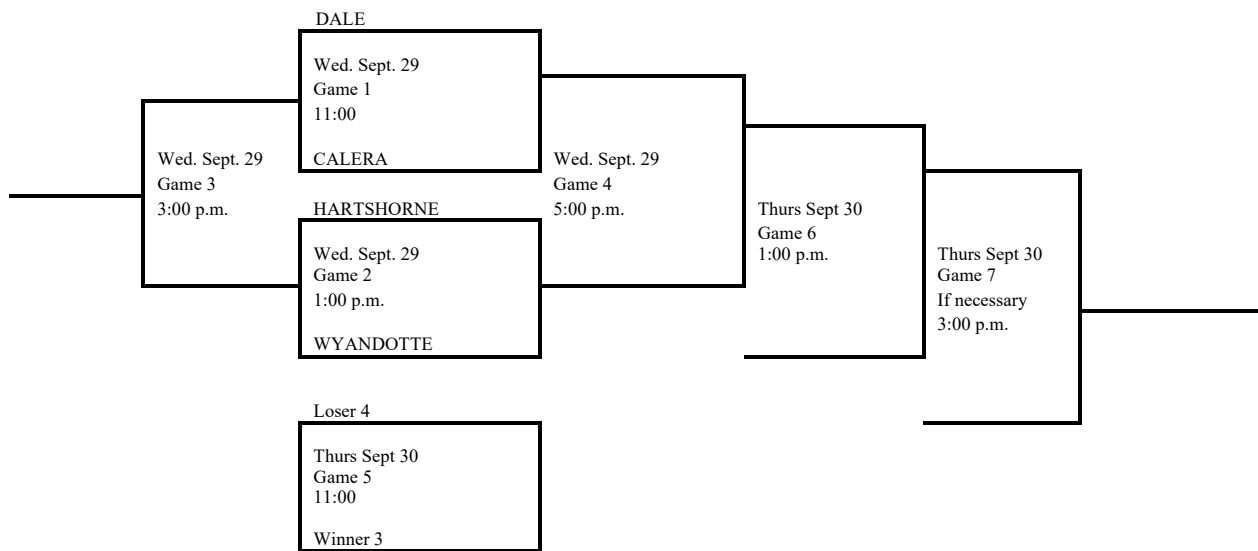 DALE
Wed. Sept. 29
Game 1
11:00
CALERA
Wed. Sept. 29
Game 3
3:00 p.m.
HARTSHORNE
Wed. Sept. 29
Game 2
1:00 p.m.
WYANDOTTE
Wed. Sept. 29
Game 4
5:00 p.m.
Thurs Sept 30
Game 6
1:00 p.m.
Thurs Sept 30
Game 7
If necessary
3:00 p.m.
Loser 4
Thurs Sept 30
Game 5
11:00
Winner 3